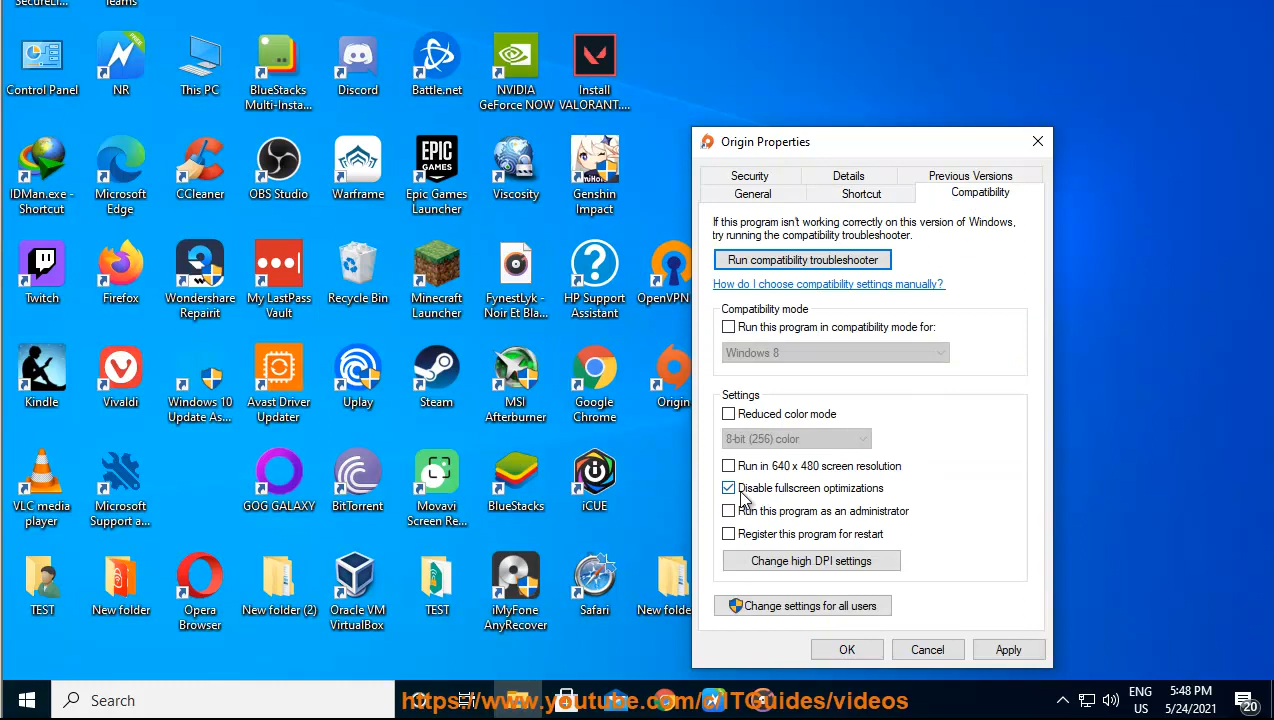 SecureLi...
Teams
Control Panel
NR
This PC
BlueStacks
Multi-Insta...
Discord
Battle.net
NVIDIA
GeForce NOW
Install
VALORANT....
IDMan.exe -
Shortcut
Microsoft
Edge
CCleaner
OBS Studio
Warframe
EPIC
GAMES
Epic Games
Launcher
Viscosity
Genshin
Impact
Twitch
Firefox
Wondershare
Repairit
My LastPass
Vault
Recycle Bin
Minecraft
Launcher
FynestLyk -
Noir Et Bla...
HP Support
Assistant
OpenVPN
Kindle
Vivaldi
Windows 10
Update As...
Avast Driver
Updater
Uplay
Steam
MSI
Afterburner
Google
Chrome
Origin
VLC media
player
Microsoft
Support a...
GOG GALAXY
BitTorrent
Movavi
Screen Re...
BlueStacks
iCUE
TEST
New folder
Opera
Browser
New folder (2)
Oracle VM
VirtualBox
TEST
iMyFone
AnyRecover
Safari
New folde
Origin Properties
Security
Details
Previous Versions
General
Shortcut
Compatibility
If this program isn't working correctly on this version of Windows,
try running the compatibility troubleshooter.
Run compatibility troubleshooter
How do I choose compatibility settings manually?
Compatibility mode
Run this program in compatibility mode for:
Windows 8
Settings
Reduced color mode
8-bit (256) color
Run in 640 x 480 screen resolution
Disable fullscreen optimizations
Run this program as an administrator
Register this program for restart
Change high DPI settings
Change settings for all users
OK
Cancel
Apply
Search
https://www.youtube.com/c/ITGuides/videos
ENG
US
5:48 PM
5/24/2021
20